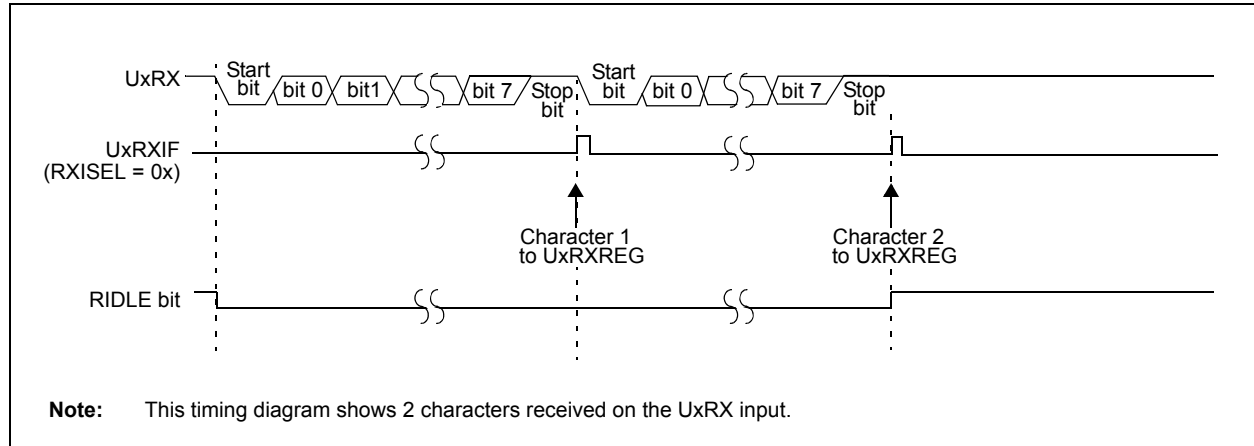 UxRX
Start bit
bit 0
bit1
bit 7
Stop bit
Start bit
bit 0
bit 7
Stop bit
UxRXIF
(RXISEL = 0x)
Character 1
to UxRXREG
Character 2
to UxRXREG
RIDLE bit
Note: This timing diagram shows 2 characters received on the UxRX input.